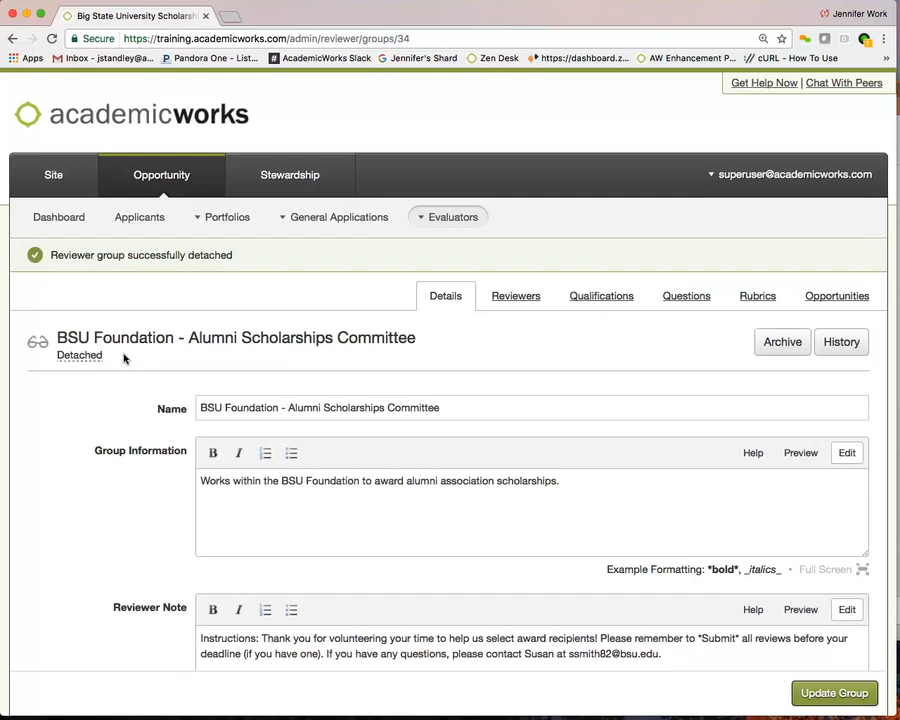 Big State University Scholarsh
Jennifer Work
Secure https://training.academicworks.com/admin/reviewer/groups/34
Apps Inbox - jstandley@a... Pandora One - List... AcademicWorks Slack Jennifer's Shard Zen Desk https://dashboard.z... AW Enhancement P... cURL - How To Use »
Get Help Now | Chat With Peers
academicworks
Site Opportunity Stewardship superuser@academicworks.com
Dashboard Applicants Portfolios General Applications Evaluators
Reviewer group successfully detached
Details Reviewers Qualifications Questions Rubrics Opportunities
BSU Foundation - Alumni Scholarships Committee
Detached
Archive History
Name BSU Foundation - Alumni Scholarships Committee
Group Information B I Help Preview Edit
Works within the BSU Foundation to award alumni association scholarships.
Example Formatting: *bold*, _italics_ • Full Screen
Reviewer Note B I Help Preview Edit
Instructions: Thank you for volunteering your time to help us select award recipients! Please remember to *Submit* all reviews before your
deadline (if you have one). If you have any questions, please contact Susan at ssmith82@bsu.edu.
Update Group